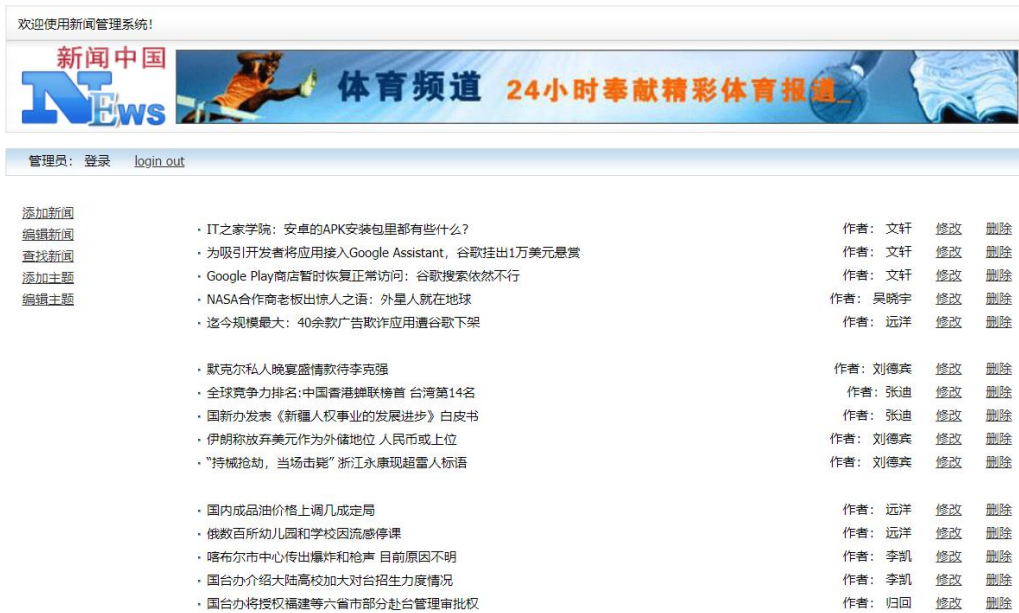 欢迎使用新闻管理系统!
新闻中国
NEWS
体育频道 24小时奉献精彩体育报道_
管理员: 登录 login out
添加新闻
编辑新闻
查找新闻
添加主题
编辑主题
· IT之家学院：安卓的APK安装包里都有些什么? 作者： 文轩 修改 删除
· 为吸引开发者将应用接入Google Assistant，谷歌挂出1万美元悬赏 作者： 文轩 修改 删除
· Google Play商店暂时恢复正常访问：谷歌搜索依然不行 作者： 文轩 修改 删除
· NASA合作商老板出惊人之语：外星人就在地球 作者： 吴晓宇 修改 删除
· 迄今规模最大：40余款广告欺诈应用遭谷歌下架 作者： 远洋 修改 删除
· 默克尔私人晚宴盛情款待李克强 作者：刘德宾 修改 删除
· 全球竞争力排名:中国香港蝉联榜首 台湾第14名 作者：张迪 修改 删除
· 国新办发表《新疆人权事业的发展进步》白皮书 作者：张迪 修改 删除
· 伊朗称放弃美元作为外储地位 人民币或上位 作者： 刘德宾 修改 删除
· “持械抢劫，当场击毙” 浙江永康现超雷人标语 作者： 刘德宾 修改 删除
· 国内成品油价格上调几成定局 作者： 远洋 修改 删除
· 俄数百所幼儿园和学校因流感停课 作者： 远洋 修改 删除
· 喀布尔市中心传出爆炸和枪声 目前原因不明 作者： 李凯 修改 删除
· 国台办介绍大陆高校加大对台招生力度情况 作者： 李凯 修改 删除
· 国台办将授权福建等六省市部分赴台管理审批权 作者： 归回 修改 删除